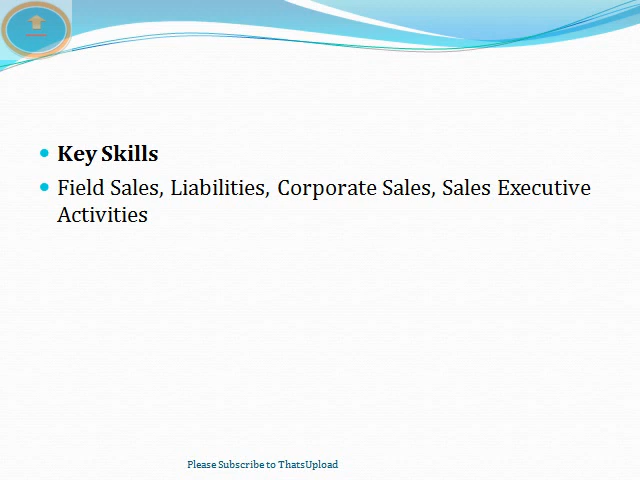 Key Skills
Field Sales, Liabilities, Corporate Sales, Sales Executive
Activities
Please Subscribe to ThatsUpload